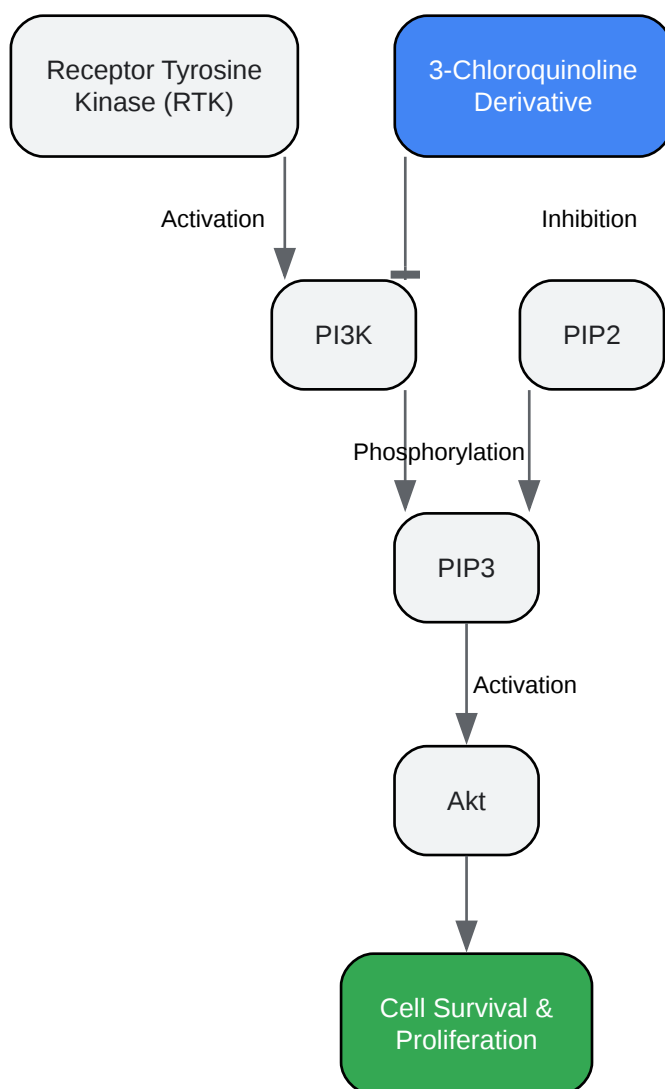 Receptor Tyrosine
Kinase (RTK)
3-Chloroquinoline
Derivative
Activation
Inhibition
PI3K
PIP2
Phosphorylation
PIP3
Activation
Akt
Cell Survival &
Proliferation